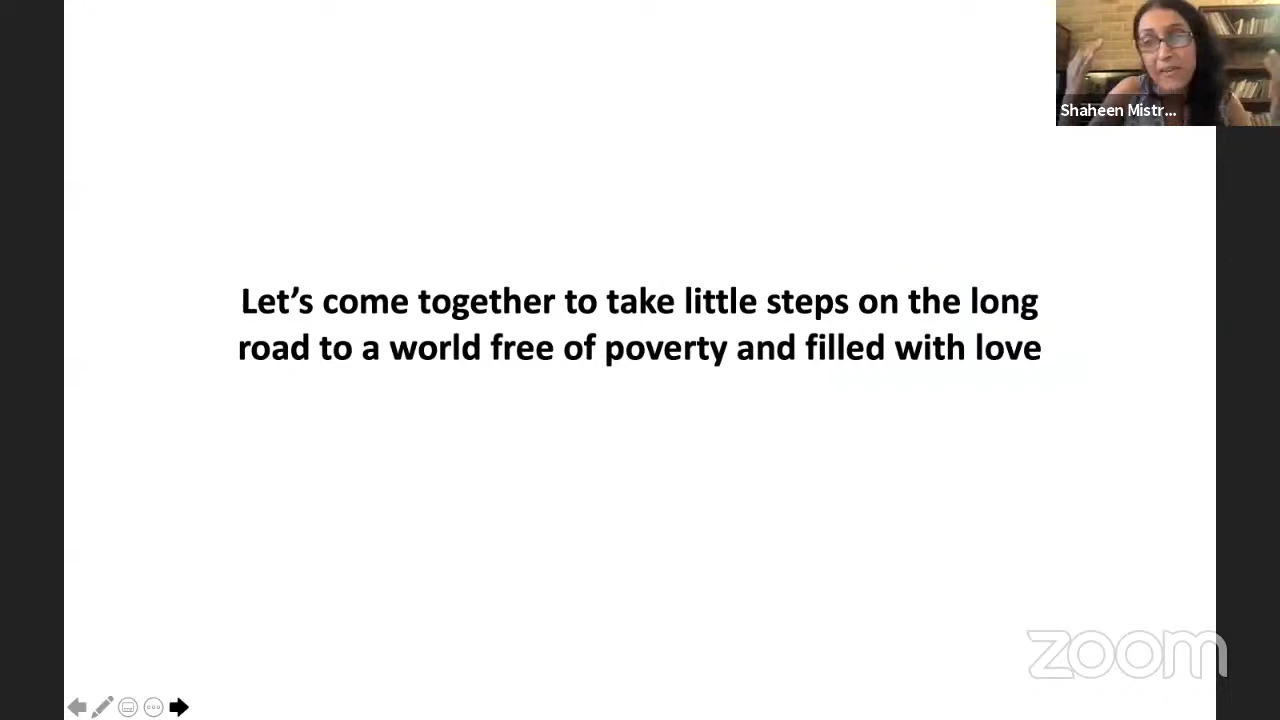 Shaheen Mistr...
Let’s come together to take little steps on the long
road to a world free of poverty and filled with love
zoom